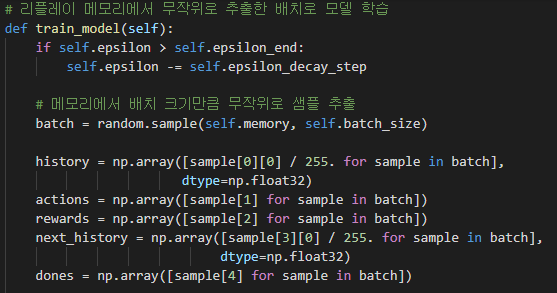 # 리플레이 메모리에서 무작위로 추출한 배치로 모델 학습
def train_model(self):
    if self.epsilon > self.epsilon_end:
        self.epsilon -= self.epsilon_decay_step
    # 메모리에서 배치 크기만큼 무작위로 샘플 추출
    batch = random.sample(self.memory, self.batch_size)
    history = np.array([sample[0][0] / 255. for sample in batch],
                       dtype=np.float32)
    actions = np.array([sample[1] for sample in batch])
    rewards = np.array([sample[2] for sample in batch])
    next_history = np.array([sample[3][0] / 255. for sample in batch],
                            dtype=np.float32)
    dones = np.array([sample[4] for sample in batch])